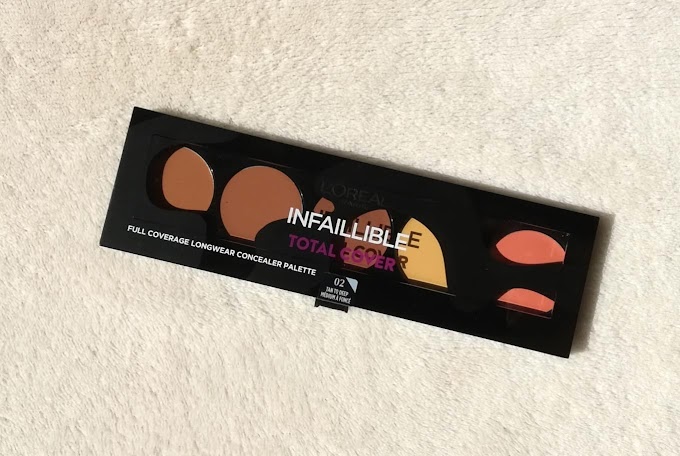 L'ORÉAL
INFAILLIBLE
TOTAL COVER
FULL COVERAGE LONGWEAR CONCEALER PALETTE
02
TAN TO DEEP
MEDIUM À FONCÉ